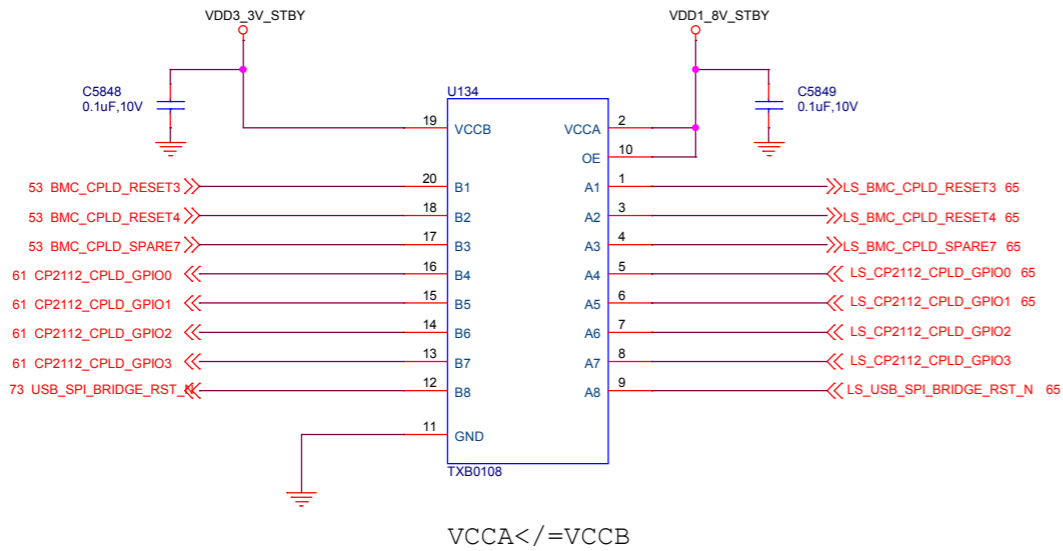 VDD3_3V_STBY
VDD1_8V_STBY
C5848
0.1uF,10V
U134
C5849
0.1uF,10V
19 VCCB VCCA 2
OE 10
53 BMC_CPLD_RESET3 20 B1 A1 1 LS_BMC_CPLD_RESET3 65
53 BMC_CPLD_RESET4 18 B2 A2 3 LS_BMC_CPLD_RESET4 65
53 BMC_CPLD_SPARE7 17 B3 A3 4 LS_BMC_CPLD_SPARE7 65
61 CP2112_CPLD_GPIO0 16 B4 A4 5 LS_CP2112_CPLD_GPIO0 65
61 CP2112_CPLD_GPIO1 15 B5 A5 6 LS_CP2112_CPLD_GPIO1 65
61 CP2112_CPLD_GPIO2 14 B6 A6 7 LS_CP2112_CPLD_GPIO2
61 CP2112_CPLD_GPIO3 13 B7 A7 8 LS_CP2112_CPLD_GPIO3
73 USB_SPI_BRIDGE_RST_N 12 B8 A8 9 LS_USB_SPI_BRIDGE_RST_N 65
11 GND
TXB0108
VCCA</=VCCB